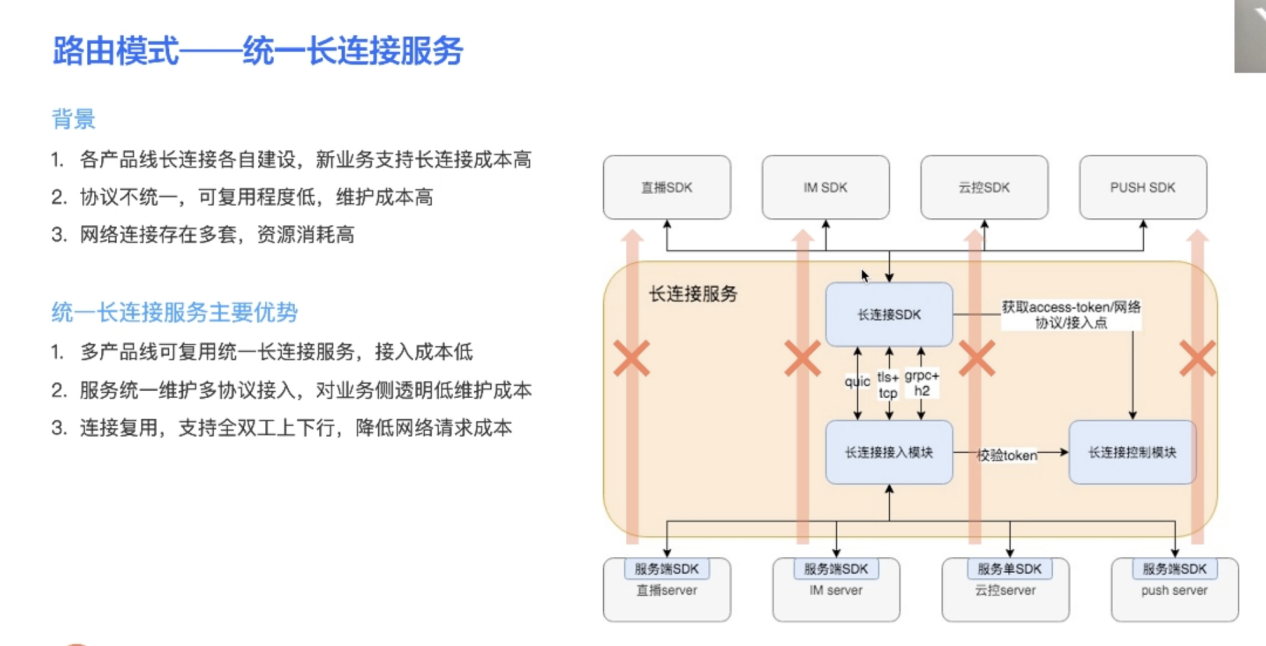 路由模式——统一长连接服务
背景
1. 各产品线长连接各自建设，新业务支持长连接成本高
2. 协议不统一，可复用程度低，维护成本高
3. 网络连接存在多套，资源消耗高
统一长连接服务主要优势
1. 多产品线可复用统一长连接服务，接入成本低
2. 服务统一维护多协议接入，对业务侧透明低维护成本
3. 连接复用，支持全双工上下行，降低网络请求成本
直播SDK
IM SDK
云控SDK
PUSH SDK
长连接服务
长连接SDK
获取access-token/网络
协议/接入点
quic
tls+
tcp
grpc+
h2
长连接接入模块
校验token
长连接控制模块
服务端SDK
直播server
服务端SDK
IM server
服务单SDK
云控server
服务端SDK
push server